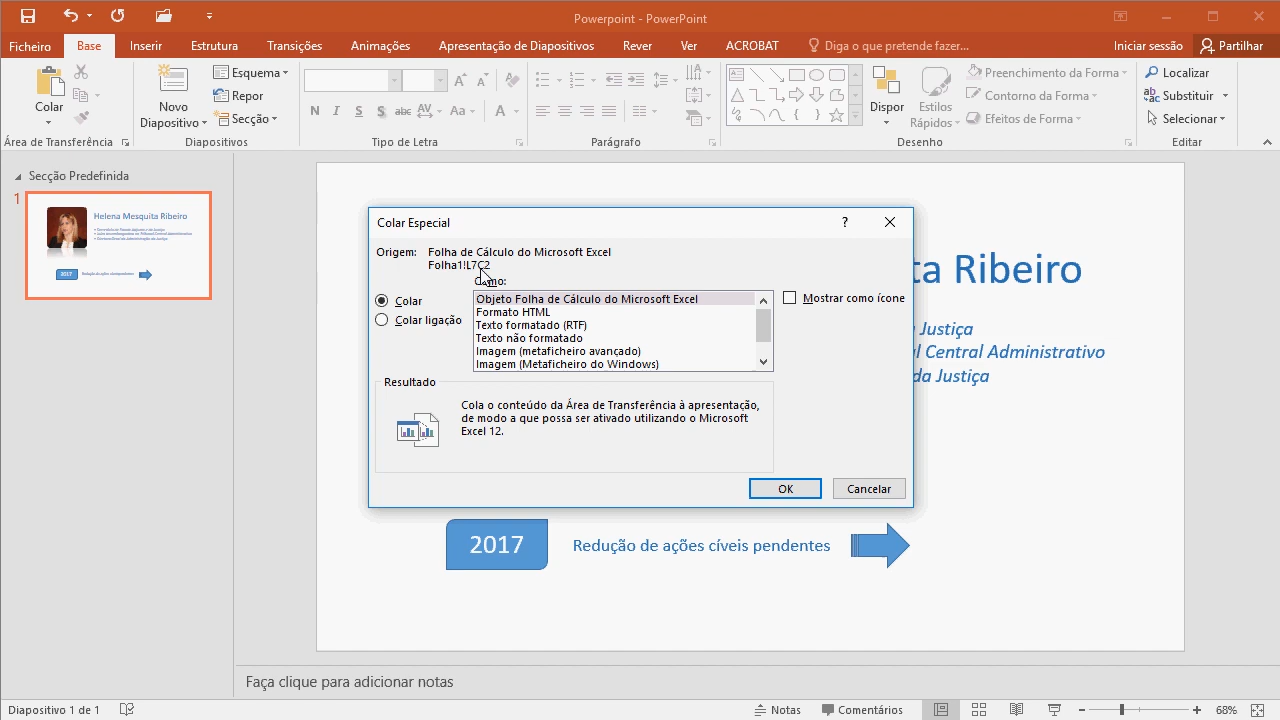 Powerpoint - PowerPoint
Ficheiro
Base
Inserir
Estrutura
Transições
Animações
Apresentação de Diapositivos
Rever
Ver
ACROBAT
Diga o que pretende fazer...
Iniciar sessão
Partilhar
Colar
Novo
Diapositivo
Esquema
Repor
Secção
N I S S abc AV Aa A
Dispor
Estilos
Rápidos
Preenchimento da Forma
Contorno da Forma
Efeitos de Forma
Localizar
Substituir
Selecionar
Área de Transferência
Diapositivos
Tipo de Letra
Parágrafo
Desenho
Editar
Secção Predefinida
1
Helena Mesquita Ribeiro
2017
Colar Especial
?
Origem: Folha de Cálculo do Microsoft Excel
Folha1!L7C2
Como:
Colar
Colar ligação
Objeto Folha de Cálculo do Microsoft Excel
Formato HTML
Texto formatado (RTF)
Texto não formatado
Imagem (metaficheiro avançado)
Imagem (Metaficheiro do Windows)
Mostrar como ícone
Resultado
Cola o conteúdo da Área de Transferência à apresentação,
de modo a que possa ser ativado utilizando o Microsoft
Excel 12.
OK
Cancelar
ta Ribeiro
Justiça
l Central Administrativo
da Justiça
2017
Redução de ações cíveis pendentes
Faça clique para adicionar notas
Diapositivo 1 de 1
Notas
Comentários
68%